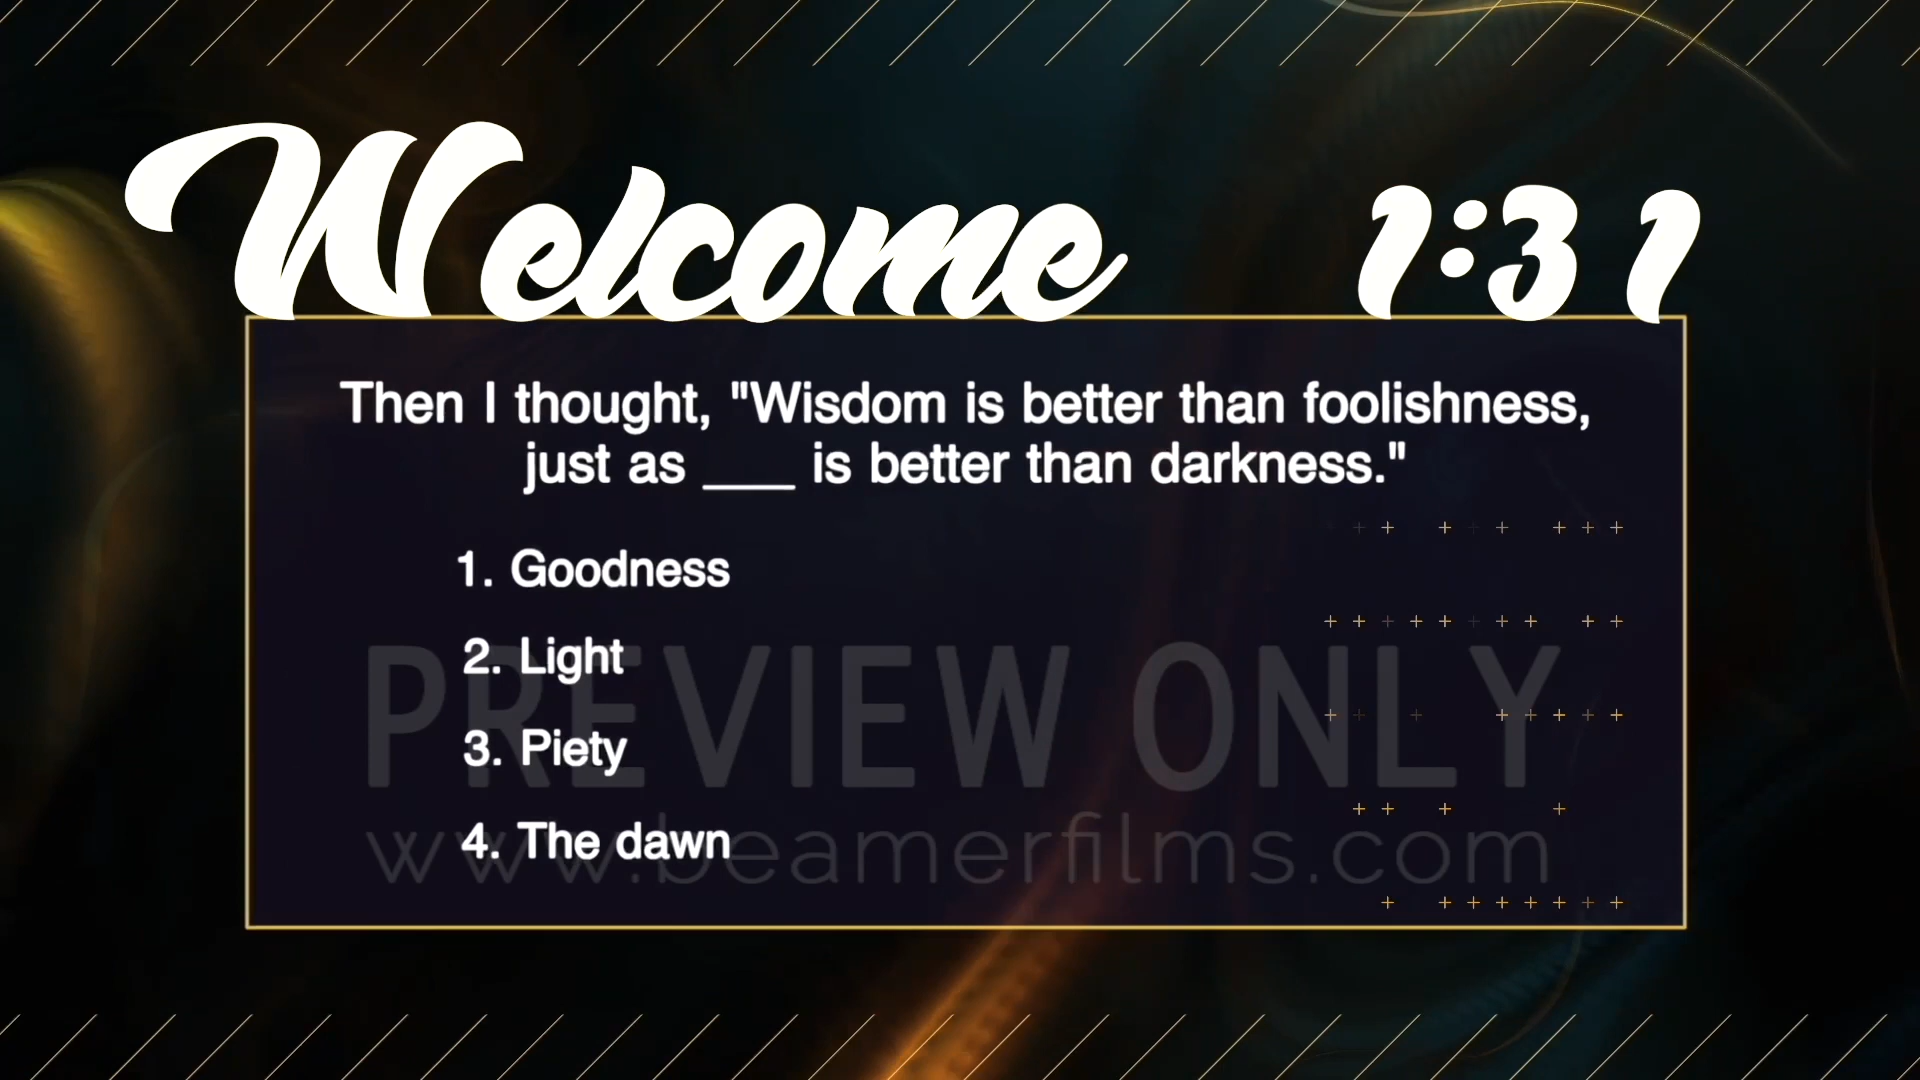 Welcome 1:31
Then I thought, "Wisdom is better than foolishness,
just as ____ is better than darkness."
1. Goodness
2. Light
3. Piety
4. The dawn
PREVIEW ONLY
www.beamerfilms.com